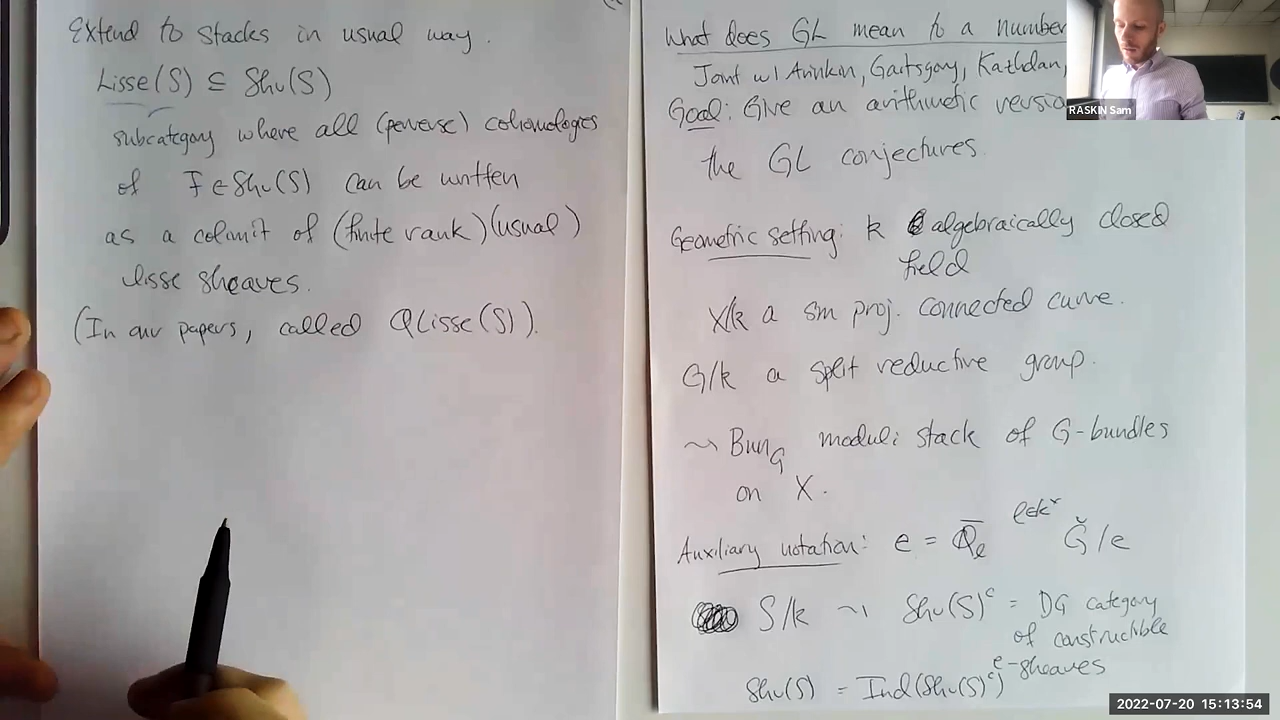 Extend to stacks in usual way.
Lisse(S) ⊆ Shv(S)
subcategory where all (perverse) cohomologies
of F ∈ Shv(S) can be written
as a colimit of (finite rank)(usual)
lisse sheaves.
(In our papers, called QLisse(S)).
What does GL mean to a number
Joint w/ Arinkin, Gaitsgory, Kazhdan,
Goal: Give an arithmetic versio
the GL conjectures.
Geometric setting: k algebraically closed
field
X/k a sm proj. connected curve.
G/k a split reductive group.
⇝ Bun_G moduli stack of G-bundles
on X.
Auxiliary notation: e = Q̄_ℓ ℓ∈k^× Ǧ/e
S/k ⇝ Shv(S)^c = DG category
of constructible
e-sheaves
Shv(S) = Ind(Shv(S)^c)
RASKIN Sam
2022-07-20 15:13:54